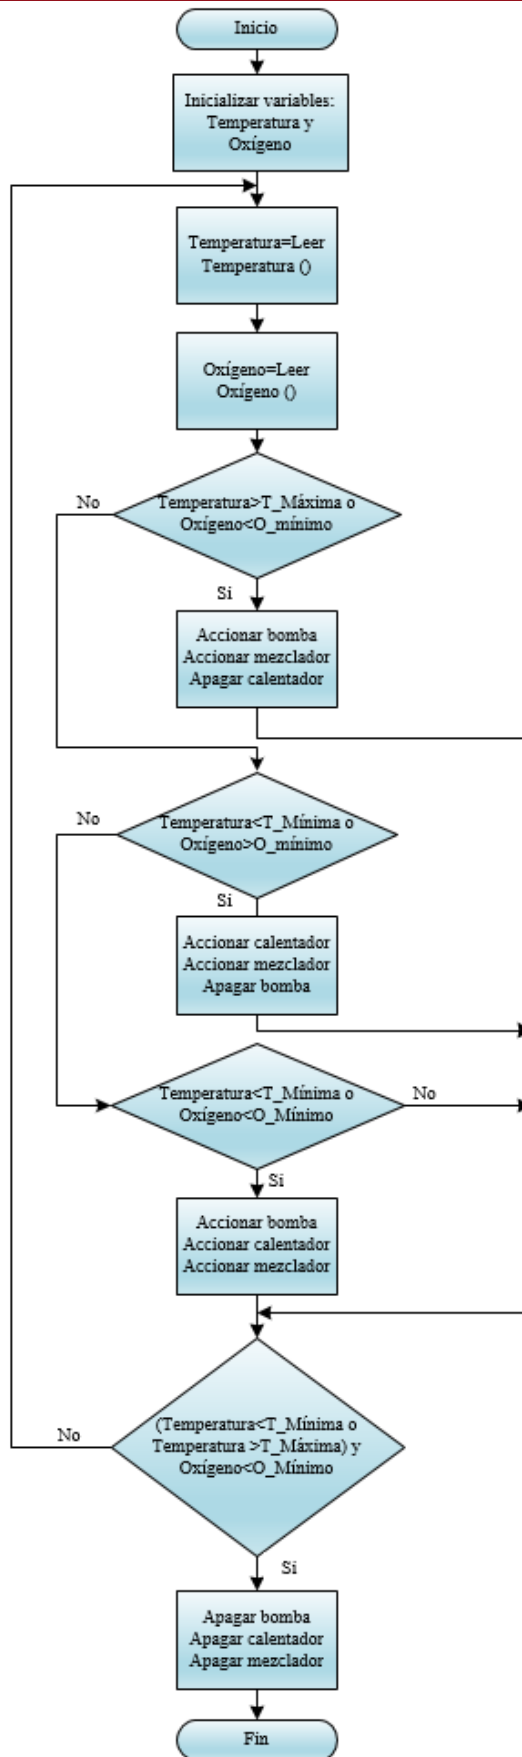 Inicio
Inicializar variables:
Temperatura y
Oxígeno
Temperatura=Leer
Temperatura ()
Oxígeno=Leer
Oxígeno ()
No
Temperatura>T_Máxima o
Oxígeno<O_mínimo
Si
Accionar bomba
Accionar mezclador
Apagar calentador
No
Temperatura<T_Mínima o
Oxígeno>O_mínimo
Si
Accionar calentador
Accionar mezclador
Apagar bomba
Temperatura<T_Mínima o
Oxígeno<O_Mínimo
No
Si
Accionar bomba
Accionar calentador
Accionar mezclador
(Temperatura<T_Mínima o
Temperatura >T_Máxima) y
Oxígeno<O_Mínimo
No
Si
Apagar bomba
Apagar calentador
Apagar mezclador
Fin